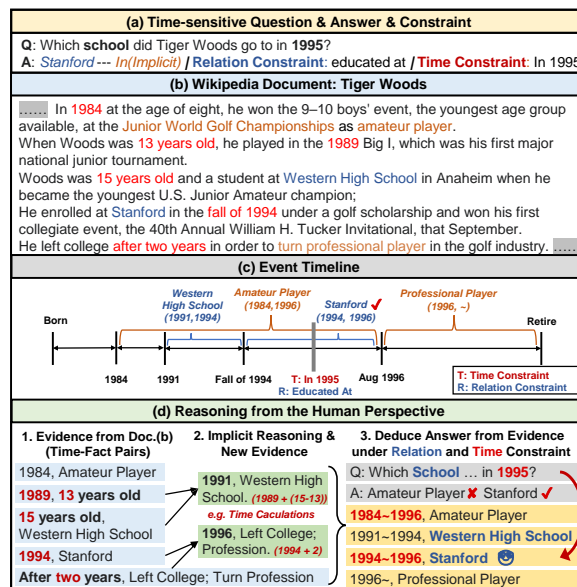 (a) Time-sensitive Question & Answer & Constraint
Q: Which school did Tiger Woods go to in 1995?
A: Stanford --- In(Implicit) / Relation Constraint: educated at / Time Constraint: In 1995
(b) Wikipedia Document: Tiger Woods
...... In 1984 at the age of eight, he won the 9–10 boys' event, the youngest age group
available, at the Junior World Golf Championships as amateur player.
When Woods was 13 years old, he played in the 1989 Big I, which was his first major
national junior tournament.
Woods was 15 years old and a student at Western High School in Anaheim when he
became the youngest U.S. Junior Amateur champion;
He enrolled at Stanford in the fall of 1994 under a golf scholarship and won his first
collegiate event, the 40th Annual William H. Tucker Invitational, that September.
He left college after two years in order to turn professional player in the golf industry. ......
(c) Event Timeline
Western High School (1991,1994)
Amateur Player (1984,1996)
Stanford ✔ (1994, 1996)
Professional Player (1996, ~)
Born
Retire
1984
1991
Fall of 1994
T: In 1995
R: Educated At
Aug 1996
T: Time Constraint
R: Relation Constraint
(d) Reasoning from the Human Perspective
1. Evidence from Doc.(b)
(Time-Fact Pairs)
1984, Amateur Player
1989, 13 years old
15 years old,
Western High School
1994, Stanford
After two years, Left College; Turn Profession
2. Implicit Reasoning &
New Evidence
1991, Western High
School. (1989 + (15-13))
e.g. Time Caculations
1996, Left College;
Profession. (1994 + 2)
3. Deduce Answer from Evidence
under Relation and Time Constraint
Q: Which School ... in 1995?
A: Amateur Player ✘ Stanford ✔
1984~1996, Amateur Player
1991~1994, Western High School
1994~1996, Stanford
1996~, Professional Player